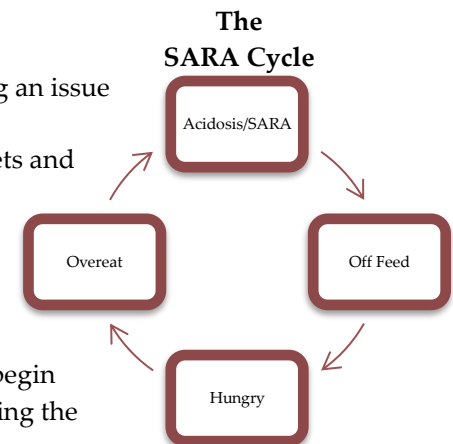 The
SARA Cycle
g an issue
ets and
Acidosis/SARA
Off Feed
Hungry
Overeat
begin
ing the